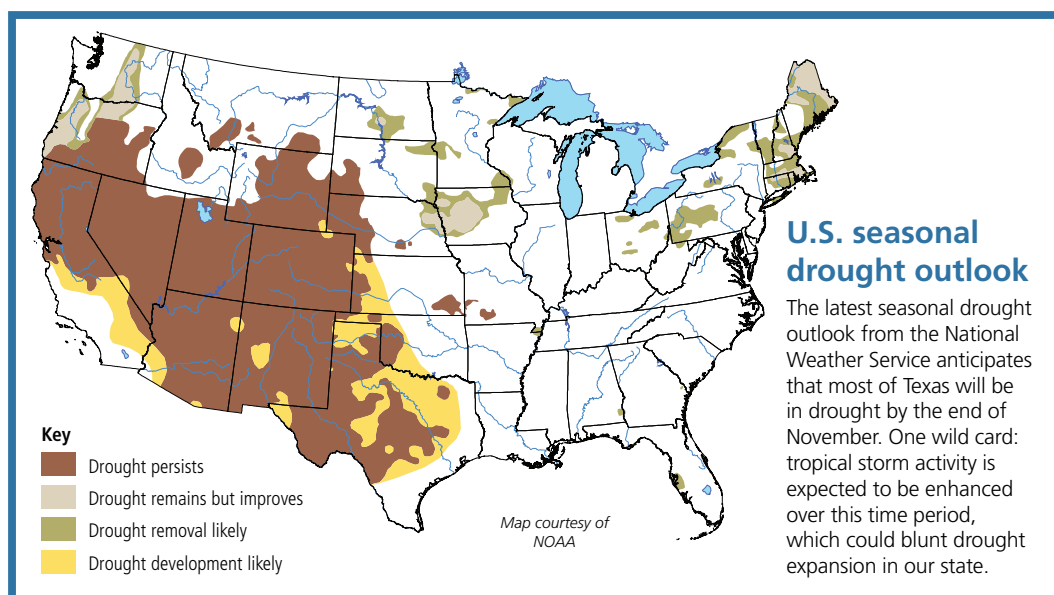 U.S. seasonal
drought outlook
The latest seasonal drought
outlook from the National
Weather Service anticipates
that most of Texas will be
in drought by the end of
November. One wild card:
tropical storm activity is
expected to be enhanced
over this time period,
which could blunt drought
expansion in our state.
Key
Drought persists
Drought remains but improves
Drought removal likely
Drought development likely
Map courtesy of
NOAA